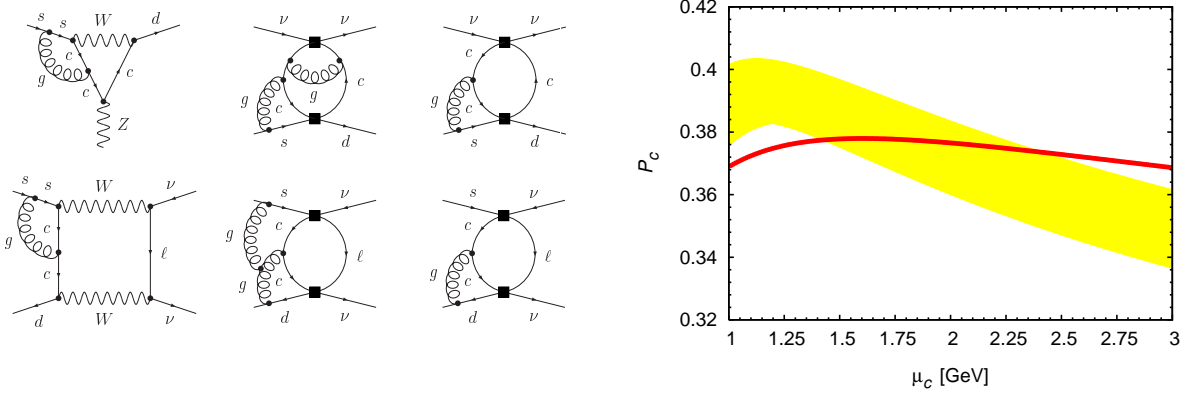 s s W d
c
g c
c
Z
ν ν
c
g c g
s d
ν ν
c
g c c
s d
s s W ν
c
g ℓ
c
d W ν
s ν
c
ℓ
g c
d ν
s ν
c
ℓ
g c
d ν
P_c
0.42
0.4
0.38
0.36
0.34
0.32
1 1.25 1.5 1.75 2 2.25 2.5 2.75 3
μ_c [GeV]